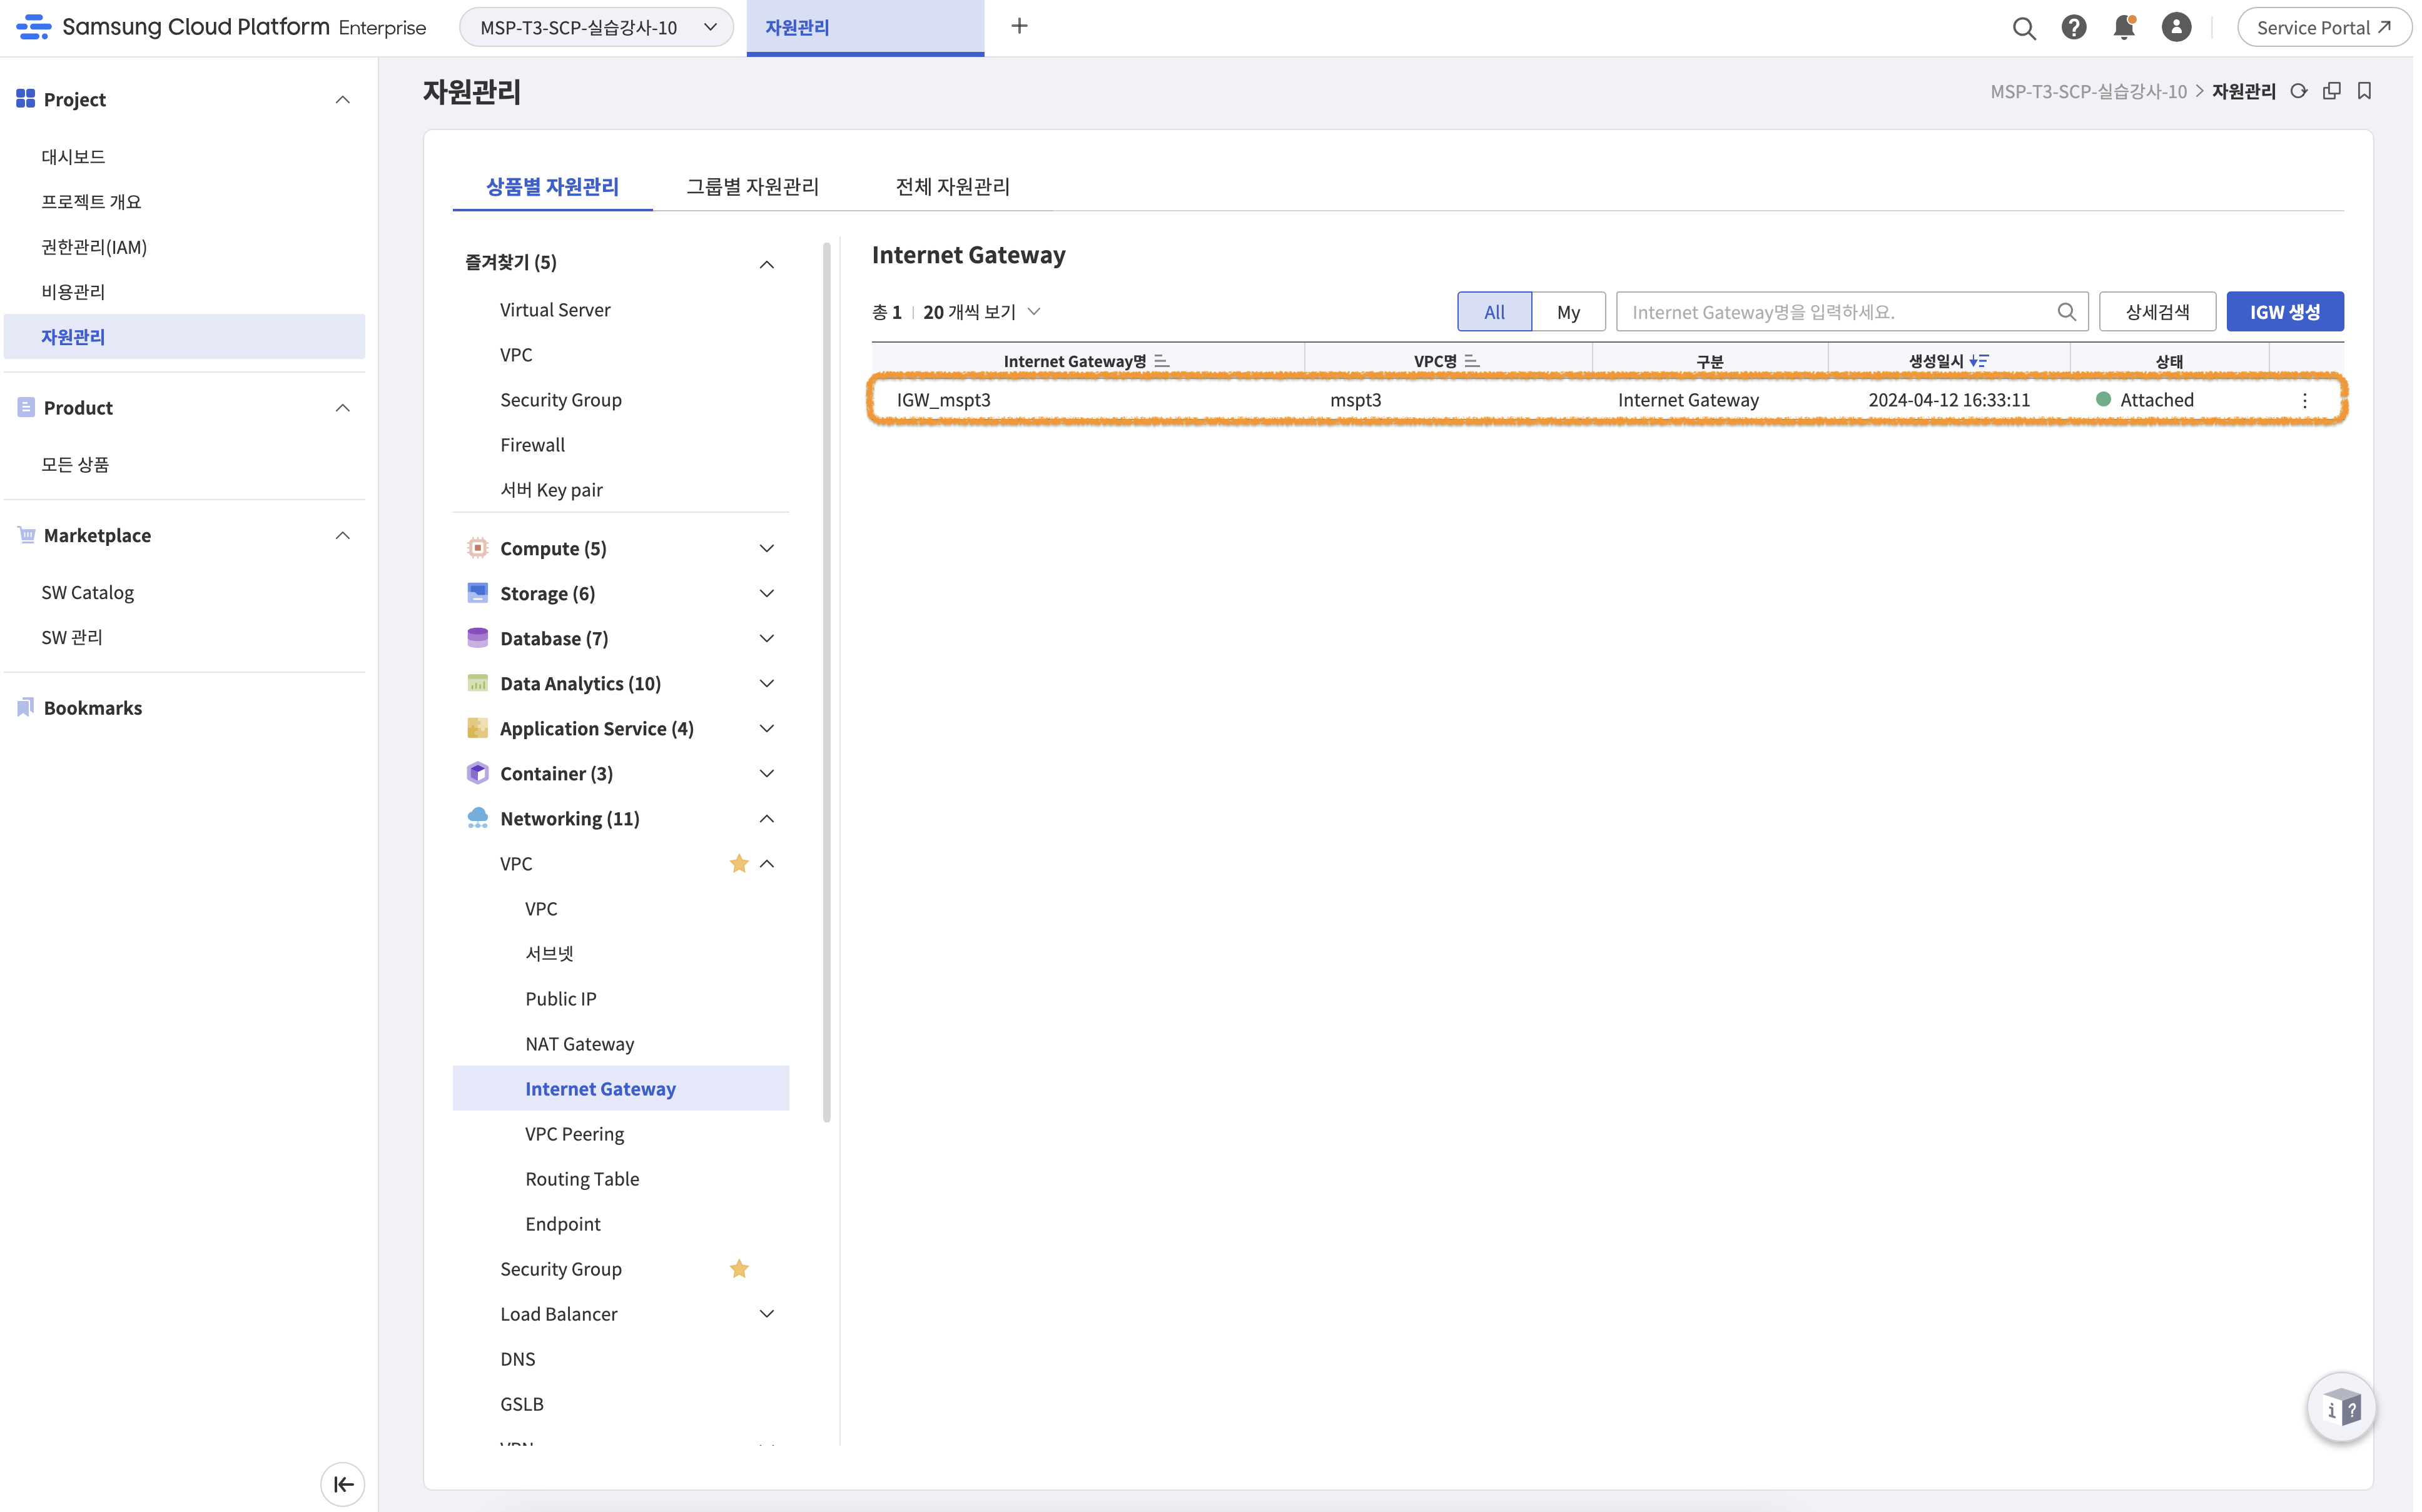 Samsung Cloud Platform Enterprise
MSP-T3-SCP-실습강사-10
자원관리
Service Portal
Project
대시보드
프로젝트 개요
권한관리(IAM)
비용관리
자원관리
Product
모든 상품
Marketplace
SW Catalog
SW 관리
Bookmarks
자원관리
MSP-T3-SCP-실습강사-10 > 자원관리
상품별 자원관리
그룹별 자원관리
전체 자원관리
즐겨찾기 (5)
Virtual Server
VPC
Security Group
Firewall
서버 Key pair
Compute (5)
Storage (6)
Database (7)
Data Analytics (10)
Application Service (4)
Container (3)
Networking (11)
VPC
VPC
서브넷
Public IP
NAT Gateway
Internet Gateway
VPC Peering
Routing Table
Endpoint
Security Group
Load Balancer
DNS
GSLB
Internet Gateway
총 1 | 20 개씩 보기
All My Internet Gateway명을 입력하세요. 상세검색 IGW 생성
Internet Gateway명 VPC명 구분 생성일시 상태
IGW_mspt3 mspt3 Internet Gateway 2024-04-12 16:33:11 Attached
i ?